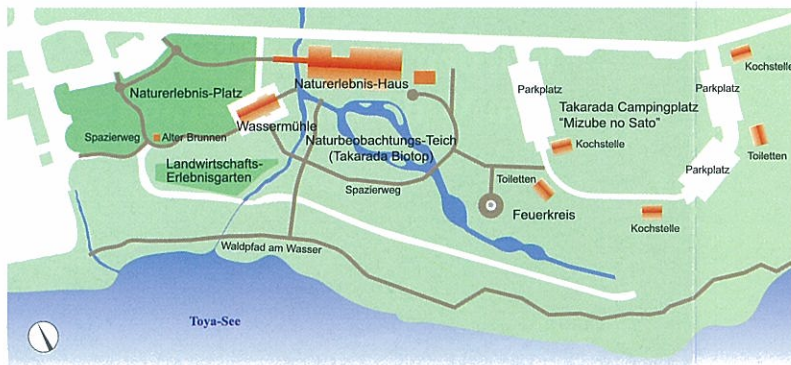 Kochstelle
Naturerlebnis-Haus
Parkplatz
Parkplatz
Naturerlebnis-Platz
Takarada Campingplatz
"Mizube no Sato"
Wassermühle
Spazierweg
Alter Brunnen
Naturbeobachtungs-Teich
(Takarada Biotop)
Kochstelle
Toiletten
Landwirtschafts-
Erlebnisgarten
Parkplatz
Toiletten
Spazierweg
Feuerkreis
Kochstelle
Waldpfad am Wasser
Toya-See